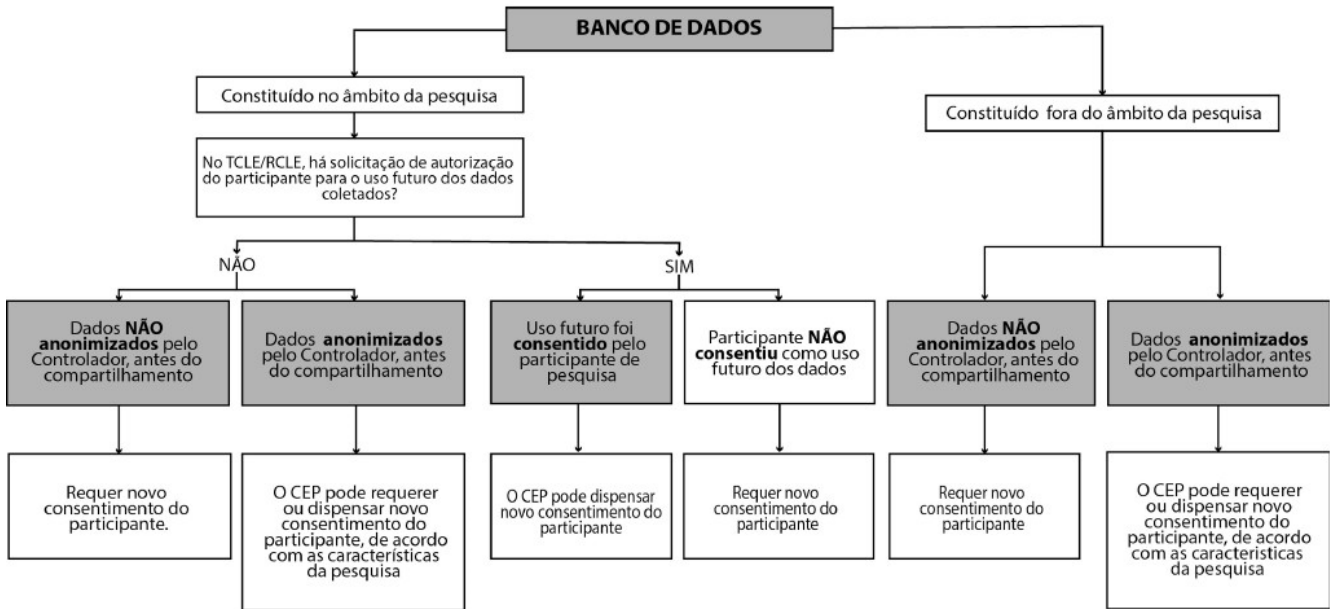 BANCO DE DADOS
Constituído no âmbito da pesquisa
Constituído fora do âmbito da pesquisa
No TCLE/RCLE, há solicitação de autorização
do participante para o uso futuro dos dados
coletados?
NÃO
SIM
Dados NÃO
anonimizados pelo
Controlador, antes do
compartilhamento
Dados anonimizados
pelo Controlador, antes
do compartilhamento
Uso futuro foi
consentido pelo
participante de
pesquisa
Participante NÃO
consentiu como uso
futuro dos dados
Dados NÃO
anonimizados pelo
Controlador, antes do
compartilhamento
Dados anonimizados
pelo Controlador, antes
do compartilhamento
Requer novo
consentimento do
participante.
O CEP pode requerer
ou dispensar novo
consentimento do
participante, de acordo
com as características
da pesquisa
O CEP pode dispensar
novo consentimento do
participante
Requer novo
consentimento do
participante
Requer novo
consentimento do
participante
O CEP pode requerer
ou dispensar novo
consentimento do
participante, de acordo
com as caracteristicas
da pesquisa